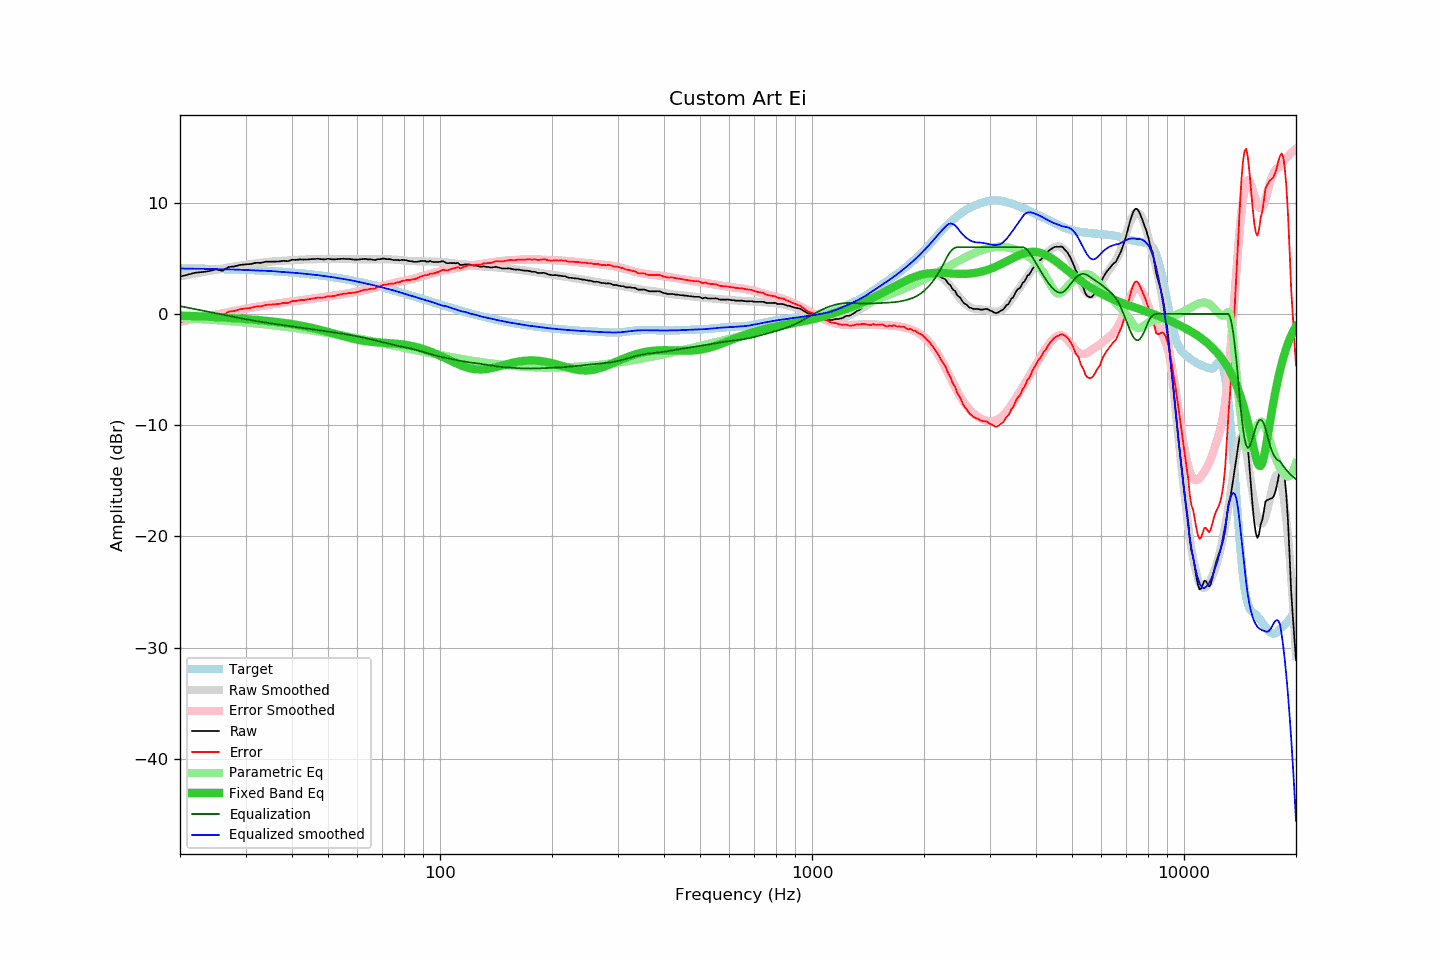 Custom Art Ei
Amplitude (dBr)
10
0
−10
−20
−30
−40
Target
Raw Smoothed
Error Smoothed
Raw
Error
Parametric Eq
Fixed Band Eq
Equalization
Equalized smoothed
100
1000
10000
Frequency (Hz)